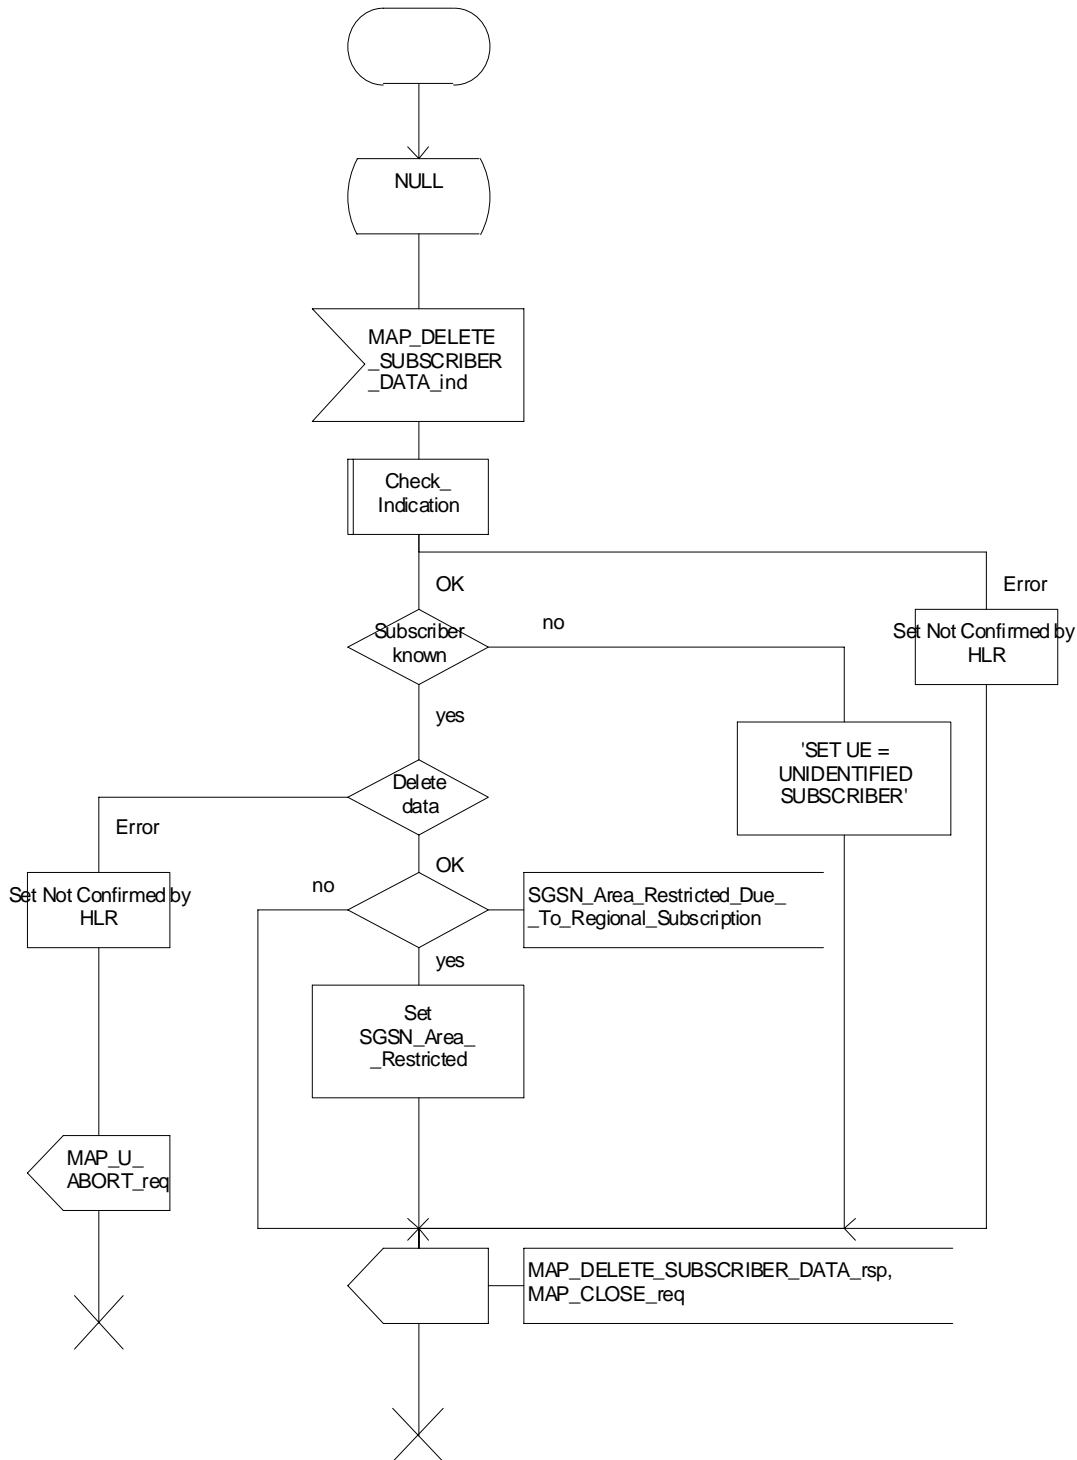 NULL
MAP_DELETE
_SUBSCRIBER
_DATA_ind
Check_
Indication
OK
Error
Subscriber
known
no
Set Not Confirmed by
HLR
yes
'SET UE =
UNIDENTIFIED
SUBSCRIBER'
Delete
data
Error
OK
no
Set Not Confirmed by
HLR
SGSN_Area_Restricted_Due_
_To_Regional_Subscription
yes
Set
SGSN_Area_
_Restricted
MAP_U_
ABORT_req
MAP_DELETE_SUBSCRIBER_DATA_rsp,
MAP_CLOSE_req